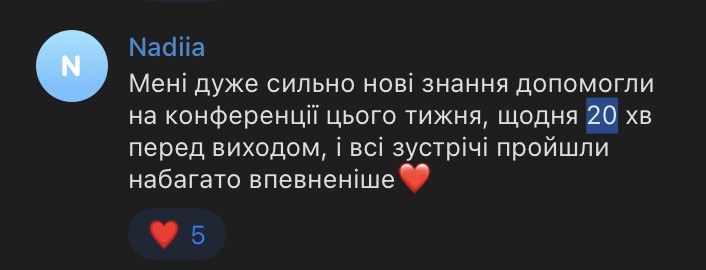 N
Nadiia
Мені дуже сильно нові знання допомогли
на конференції цього тижня, щодня 20 хв
перед виходом, і всі зустрічі пройшли
набагато впевненіше❤️
❤️ 5